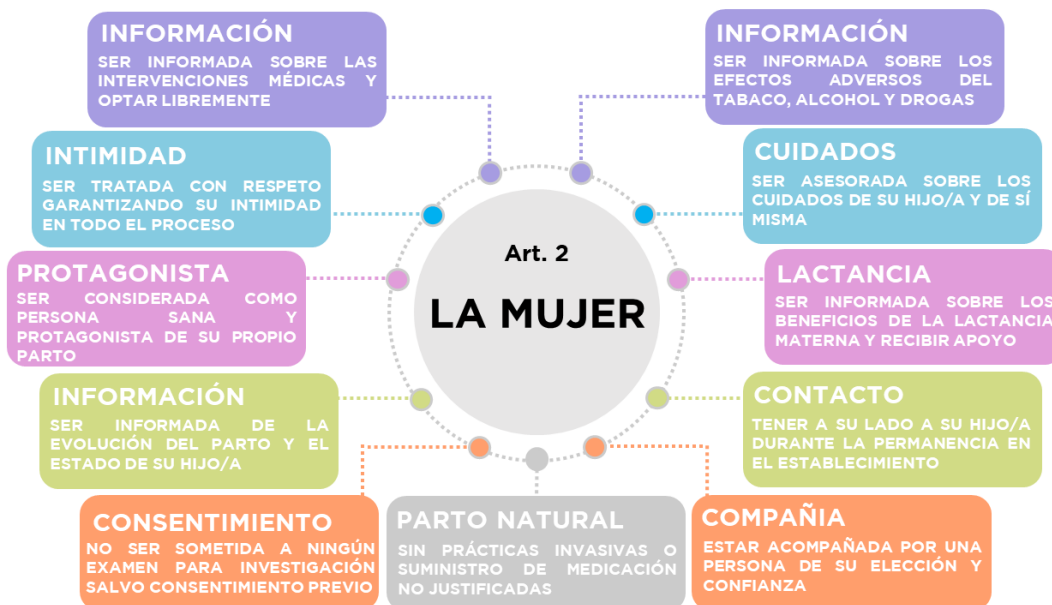 INFORMACIÓN
SER INFORMADA SOBRE LAS
INTERVENCIONES MÉDICAS Y
OPTAR LIBREMENTE
INFORMACIÓN
SER INFORMADA SOBRE LOS
EFECTOS ADVERSOS DEL
TABACO, ALCOHOL Y DROGAS
INTIMIDAD
SER TRATADA CON RESPETO
GARANTIZANDO SU INTIMIDAD
EN TODO EL PROCESO
CUIDADOS
SER ASESORADA SOBRE LOS
CUIDADOS DE SU HIJO/A Y DE SÍ
MISMA
Art. 2
LA MUJER
PROTAGONISTA
SER CONSIDERADA COMO
PERSONA SANA Y
PROTAGONISTA DE SU PROPIO
PARTO
LACTANCIA
SER INFORMADA SOBRE LOS
BENEFICIOS DE LA LACTANCIA
MATERNA Y RECIBIR APOYO
INFORMACIÓN
SER INFORMADA DE LA
EVOLUCIÓN DEL PARTO Y EL
ESTADO DE SU HIJO/A
CONTACTO
TENER A SU LADO A SU HIJO/A
DURANTE LA PERMANENCIA EN
EL ESTABLECIMIENTO
CONSENTIMIENTO
NO SER SOMETIDA A NINGÚN
EXAMEN PARA INVESTIGACIÓN
SALVO CONSENTIMIENTO PREVIO
PARTO NATURAL
SIN PRÁCTICAS INVASIVAS O
SUMINISTRO DE MEDICACIÓN
NO JUSTIFICADAS
COMPAÑIA
ESTAR ACOMPAÑADA POR UNA
PERSONA DE SU ELECCIÓN Y
CONFIANZA